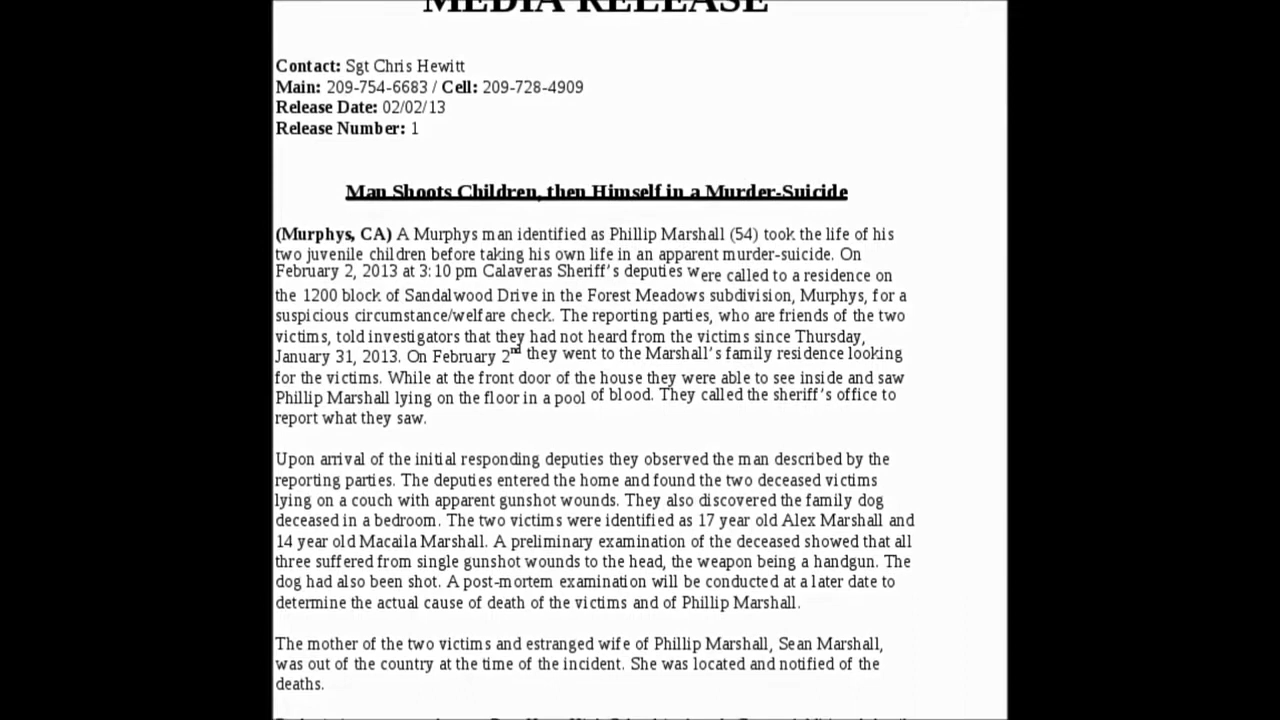 MEDIA RELEASE
Contact: Sgt Chris Hewitt
Main: 209-754-6683 / Cell: 209-728-4909
Release Date: 02/02/13
Release Number: 1
Man Shoots Children, then Himself in a Murder-Suicide
(Murphys, CA) A Murphys man identified as Phillip Marshall (54) took the life of his
two juvenile children before taking his own life in an apparent murder-suicide. On
February 2, 2013 at 3:10 pm Calaveras Sheriff's deputies were called to a residence on
the 1200 block of Sandalwood Drive in the Forest Meadows subdivision, Murphys, for a
suspicious circumstance/welfare check. The reporting parties, who are friends of the two
victims, told investigators that they had not heard from the victims since Thursday,
January 31, 2013. On February 2nd they went to the Marshall's family residence looking
for the victims. While at the front door of the house they were able to see inside and saw
Phillip Marshall lying on the floor in a pool of blood. They called the sheriff's office to
report what they saw.
Upon arrival of the initial responding deputies they observed the man described by the
reporting parties. The deputies entered the home and found the two deceased victims
lying on a couch with apparent gunshot wounds. They also discovered the family dog
deceased in a bedroom. The two victims were identified as 17 year old Alex Marshall and
14 year old Macaila Marshall. A preliminary examination of the deceased showed that all
three suffered from single gunshot wounds to the head, the weapon being a handgun. The
dog had also been shot. A post-mortem examination will be conducted at a later date to
determine the actual cause of death of the victims and of Phillip Marshall.
The mother of the two victims and estranged wife of Phillip Marshall, Sean Marshall,
was out of the country at the time of the incident. She was located and notified of the
deaths.